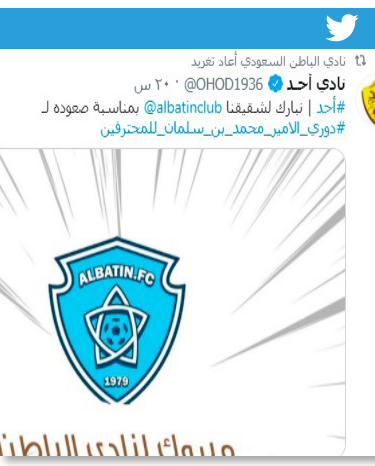 نادي الباطن السعودي أعاد تغريد
نادي أحد @OHOD1936 · ٢٠ س
#أحد | نبارك لشقيقنا @albatinclub بمناسبة صعوده لـ
#دوري_الامير_محمد_بن_سلمان_للمحترفين
ALBATIN.FC
1979
مبروك لنادي الباطن